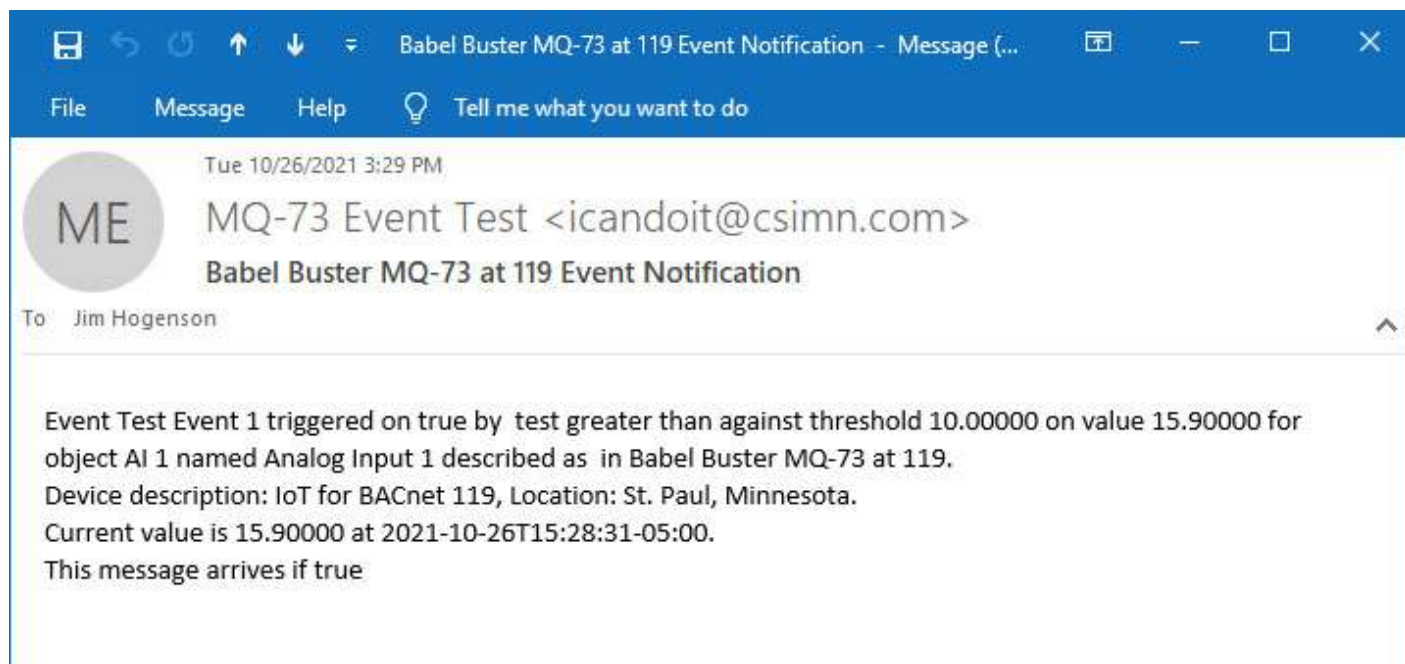 Babel Buster MQ-73 at 119 Event Notification - Message (...
File Message Help Tell me what you want to do
Tue 10/26/2021 3:29 PM
ME
MQ-73 Event Test <icandoit@csimn.com>
Babel Buster MQ-73 at 119 Event Notification
To Jim Hogenson
Event Test Event 1 triggered on true by  test greater than against threshold 10.00000 on value 15.90000 for
object AI 1 named Analog Input 1 described as  in Babel Buster MQ-73 at 119.
Device description: IoT for BACnet 119, Location: St. Paul, Minnesota.
Current value is 15.90000 at 2021-10-26T15:28:31-05:00.
This message arrives if true